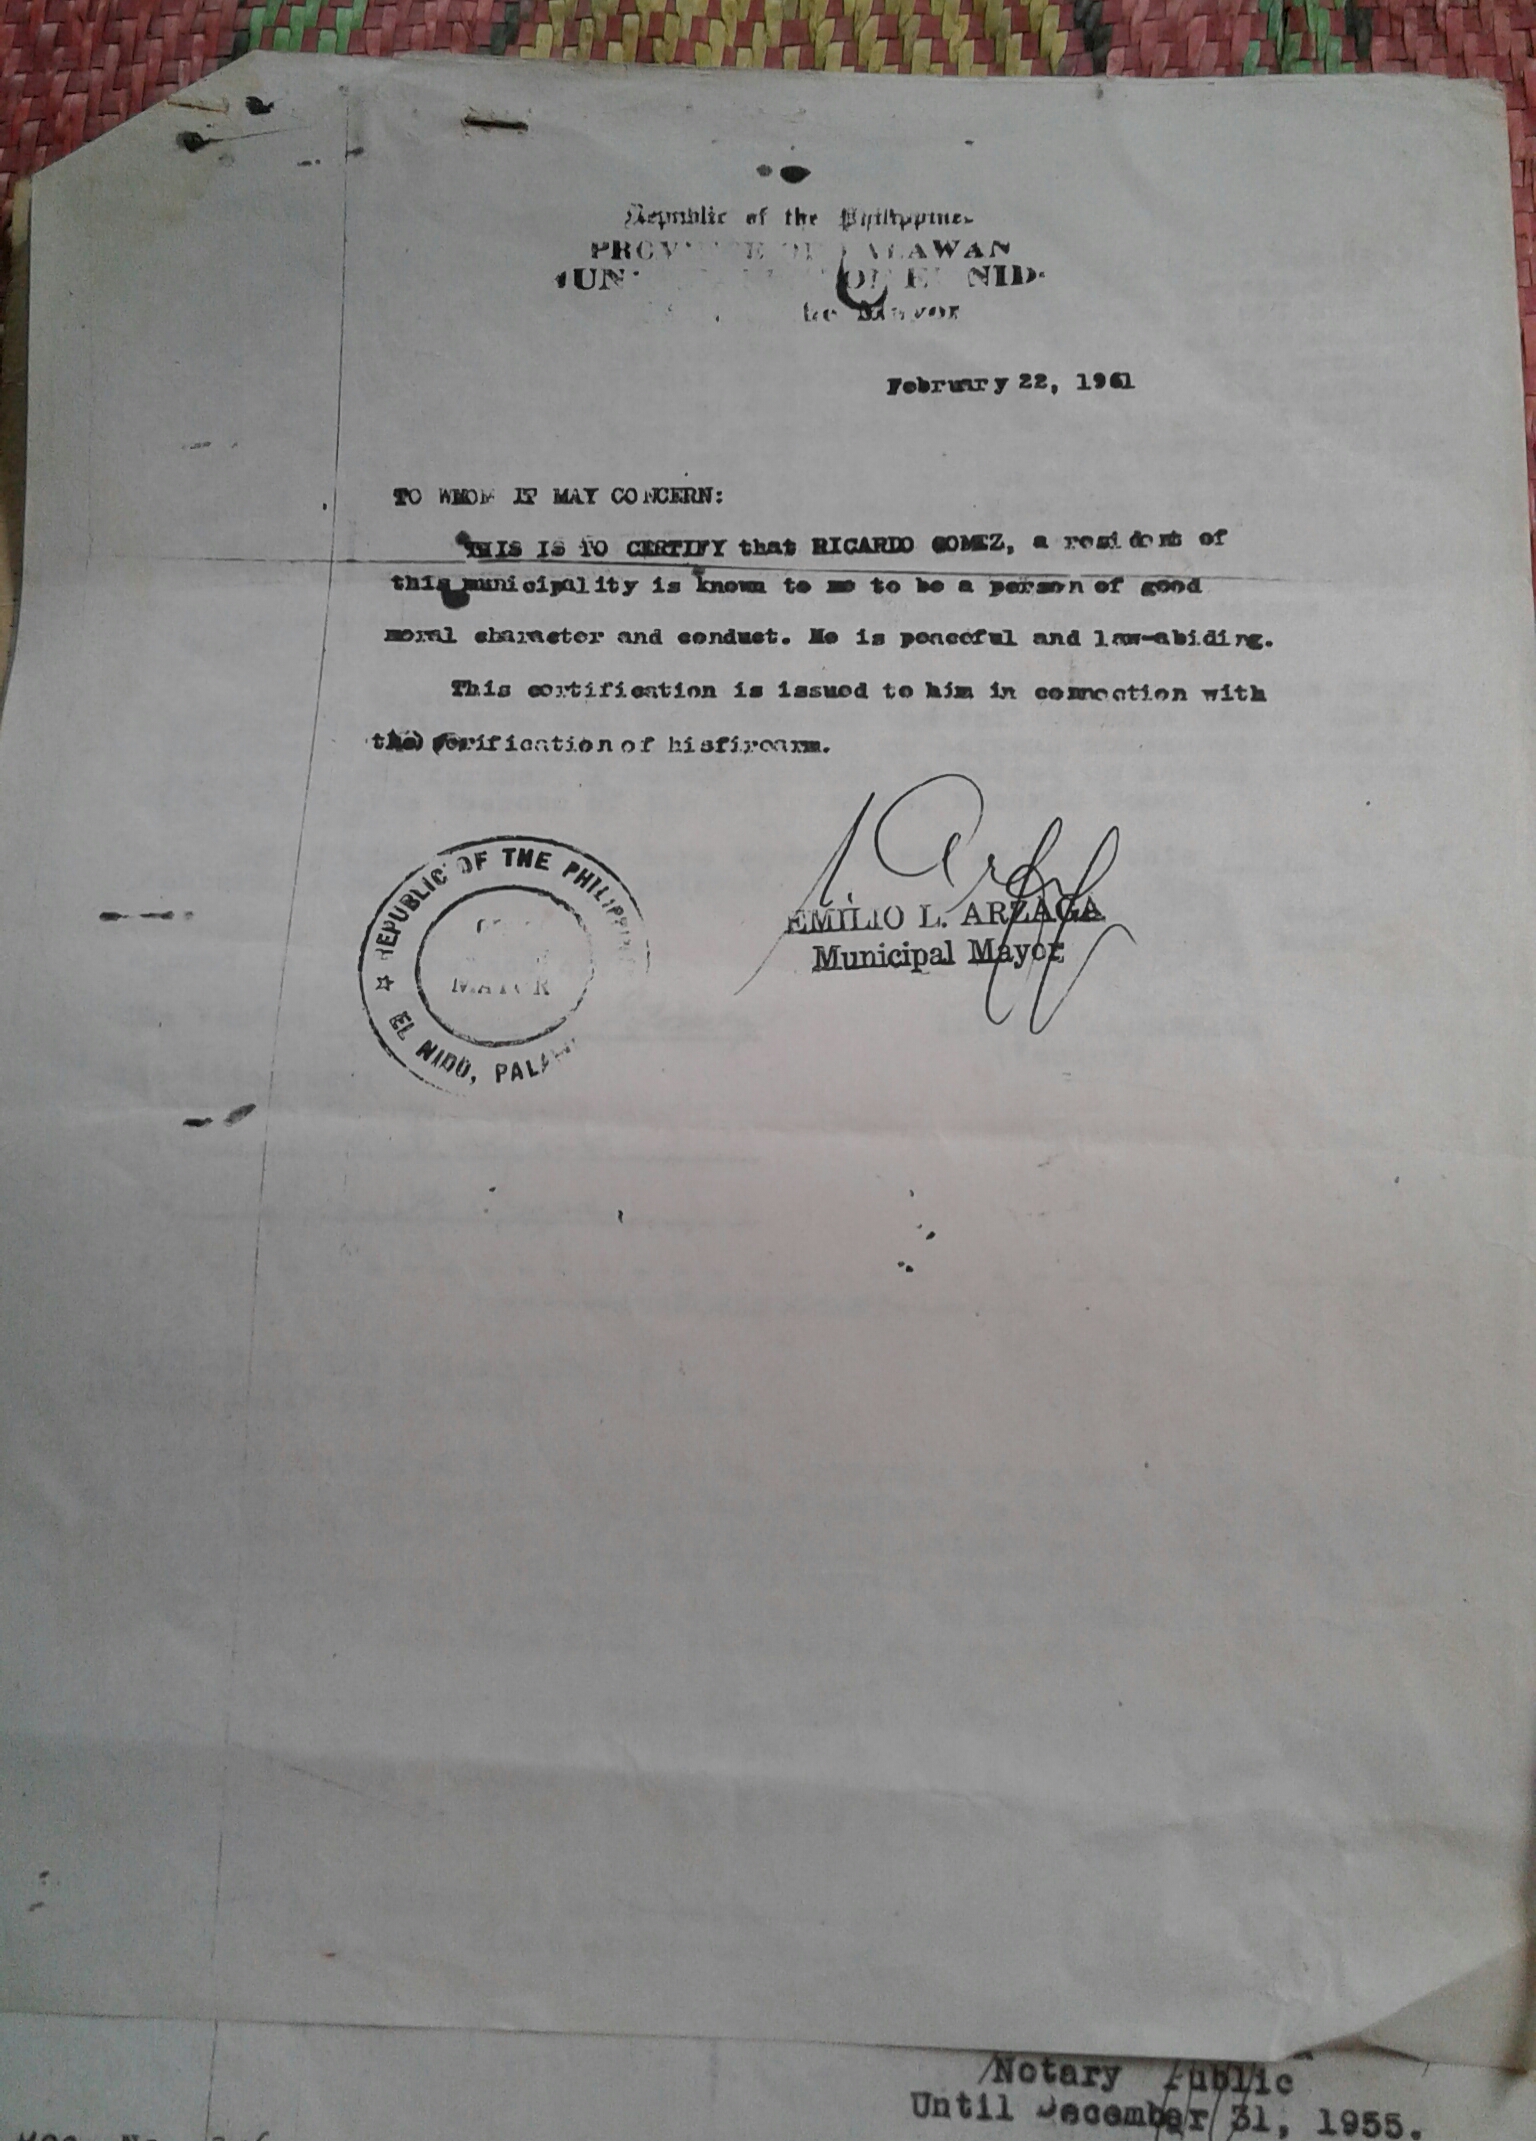 Republic of the Philippines
PROVINCE OF PALAWAN
OF EL NIDO
Mayor
February 22, 1961
TO WHOM IT MAY CONCERN:
THIS IS TO CERTIFY that RICARDO GOMEZ, a resident of
this municipality is known to me to be a person of good
moral character and conduct. He is peaceful and law-abiding.
This certification is issued to him in connection with
the verification of hisfirearm.
EMILIO L. ARZAGA
Municipal Mayor
REPUBLIC OF THE PHILIPPINES
MAYOR
EL NIDO, PALAWAN
Notary Public
Until December 31, 1955.